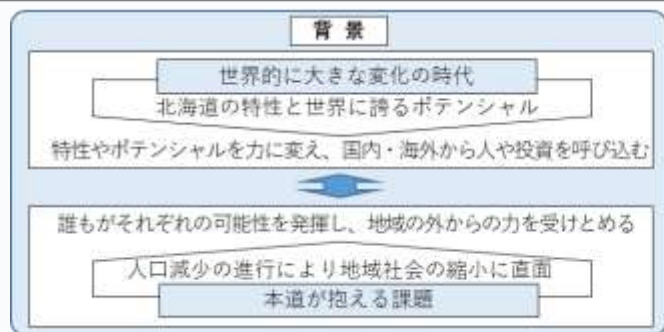 背 景
世界的に大きな変化の時代
北海道の特性と世界に誇るポテンシャル
特性やポテンシャルを力に変え、国内・海外から人や投資を呼び込む
誰もがそれぞれの可能性を発揮し、地域の外からの力を受けとめる
人口減少の進行により地域社会の縮小に直面
本道が抱える課題